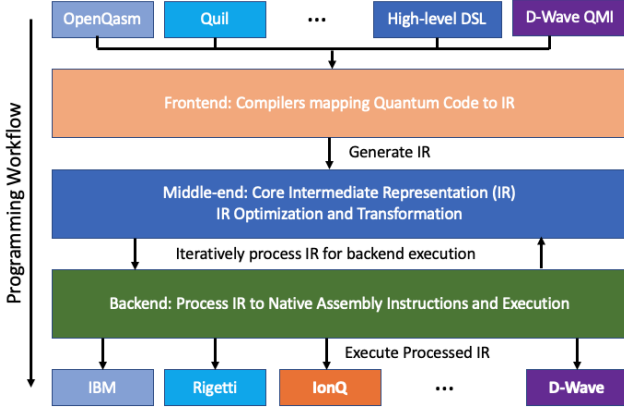 OpenQasm
Quil
...
High-level DSL
D-Wave QMI
Programming Workflow
Frontend: Compilers mapping Quantum Code to IR
Generate IR
Middle-end: Core Intermediate Representation (IR)
IR Optimization and Transformation
Iteratively process IR for backend execution
Backend: Process IR to Native Assembly Instructions and Execution
Execute Processed IR
IBM
Rigetti
IonQ
...
D-Wave